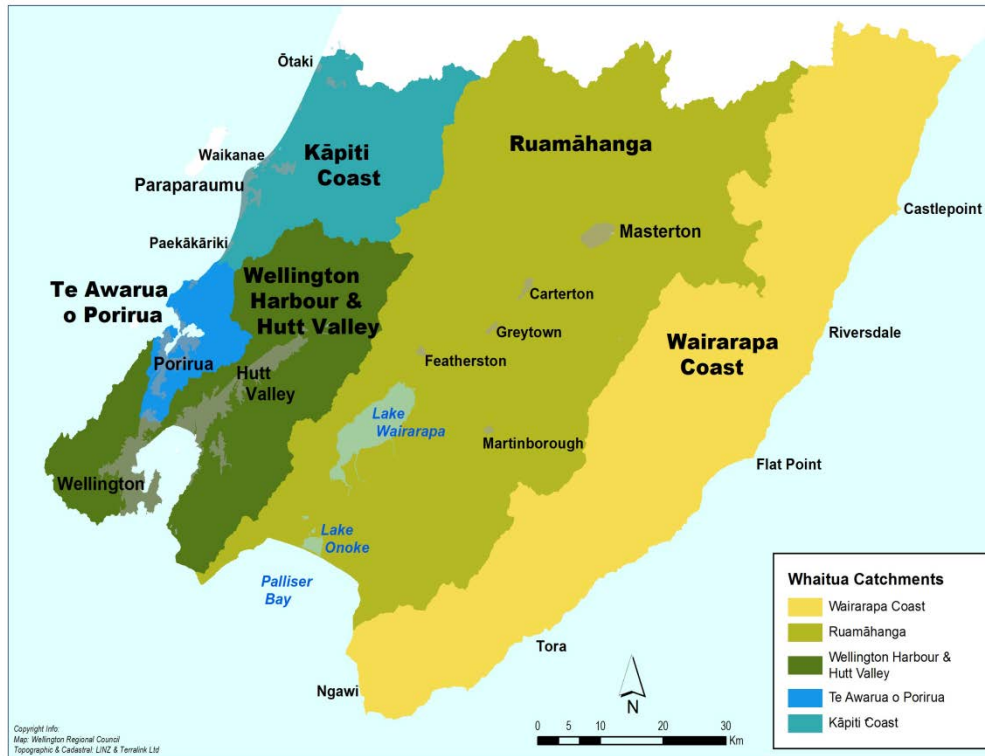 Ōtaki
Waikanae
Kāpiti
Coast
Ruamāhanga
Paraparaumu
Castlepoint
Masterton
Paekākāriki
Te Awarua
o Porirua
Wellington
Harbour &
Hutt Valley
Carterton
Greytown
Riversdale
Featherston
Wairarapa
Coast
Porirua
Hutt
Valley
Lake
Wairarapa
Martinborough
Flat Point
Wellington
Lake
Onoke
Palliser
Bay
Tora
Ngawi
N
0 5 10 20 30
Km
Whaitua Catchments
Wairarapa Coast
Ruamāhanga
Wellington Harbour &
Hutt Valley
Te Awarua o Porirua
Kāpiti Coast
Copyright Info:
Map: Wellington Regional Council
Topographic & Cadastral: LINZ & Terralink Ltd